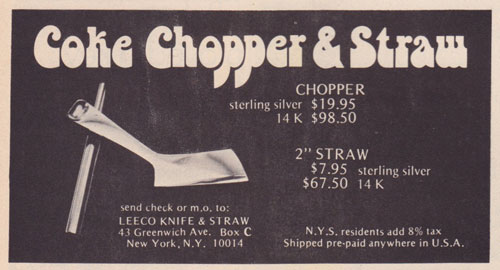 Coke Chopper & Straw
CHOPPER
sterling silver $19.95
14 K $98.50
2" STRAW
$7.95 sterling silver
$67.50 14 K
send check or m.o. to:
LEECO KNIFE & STRAW
43 Greenwich Ave. Box C
New York, N.Y. 10014
N.Y.S. residents add 8% tax
Shipped pre-paid anywhere in U.S.A.